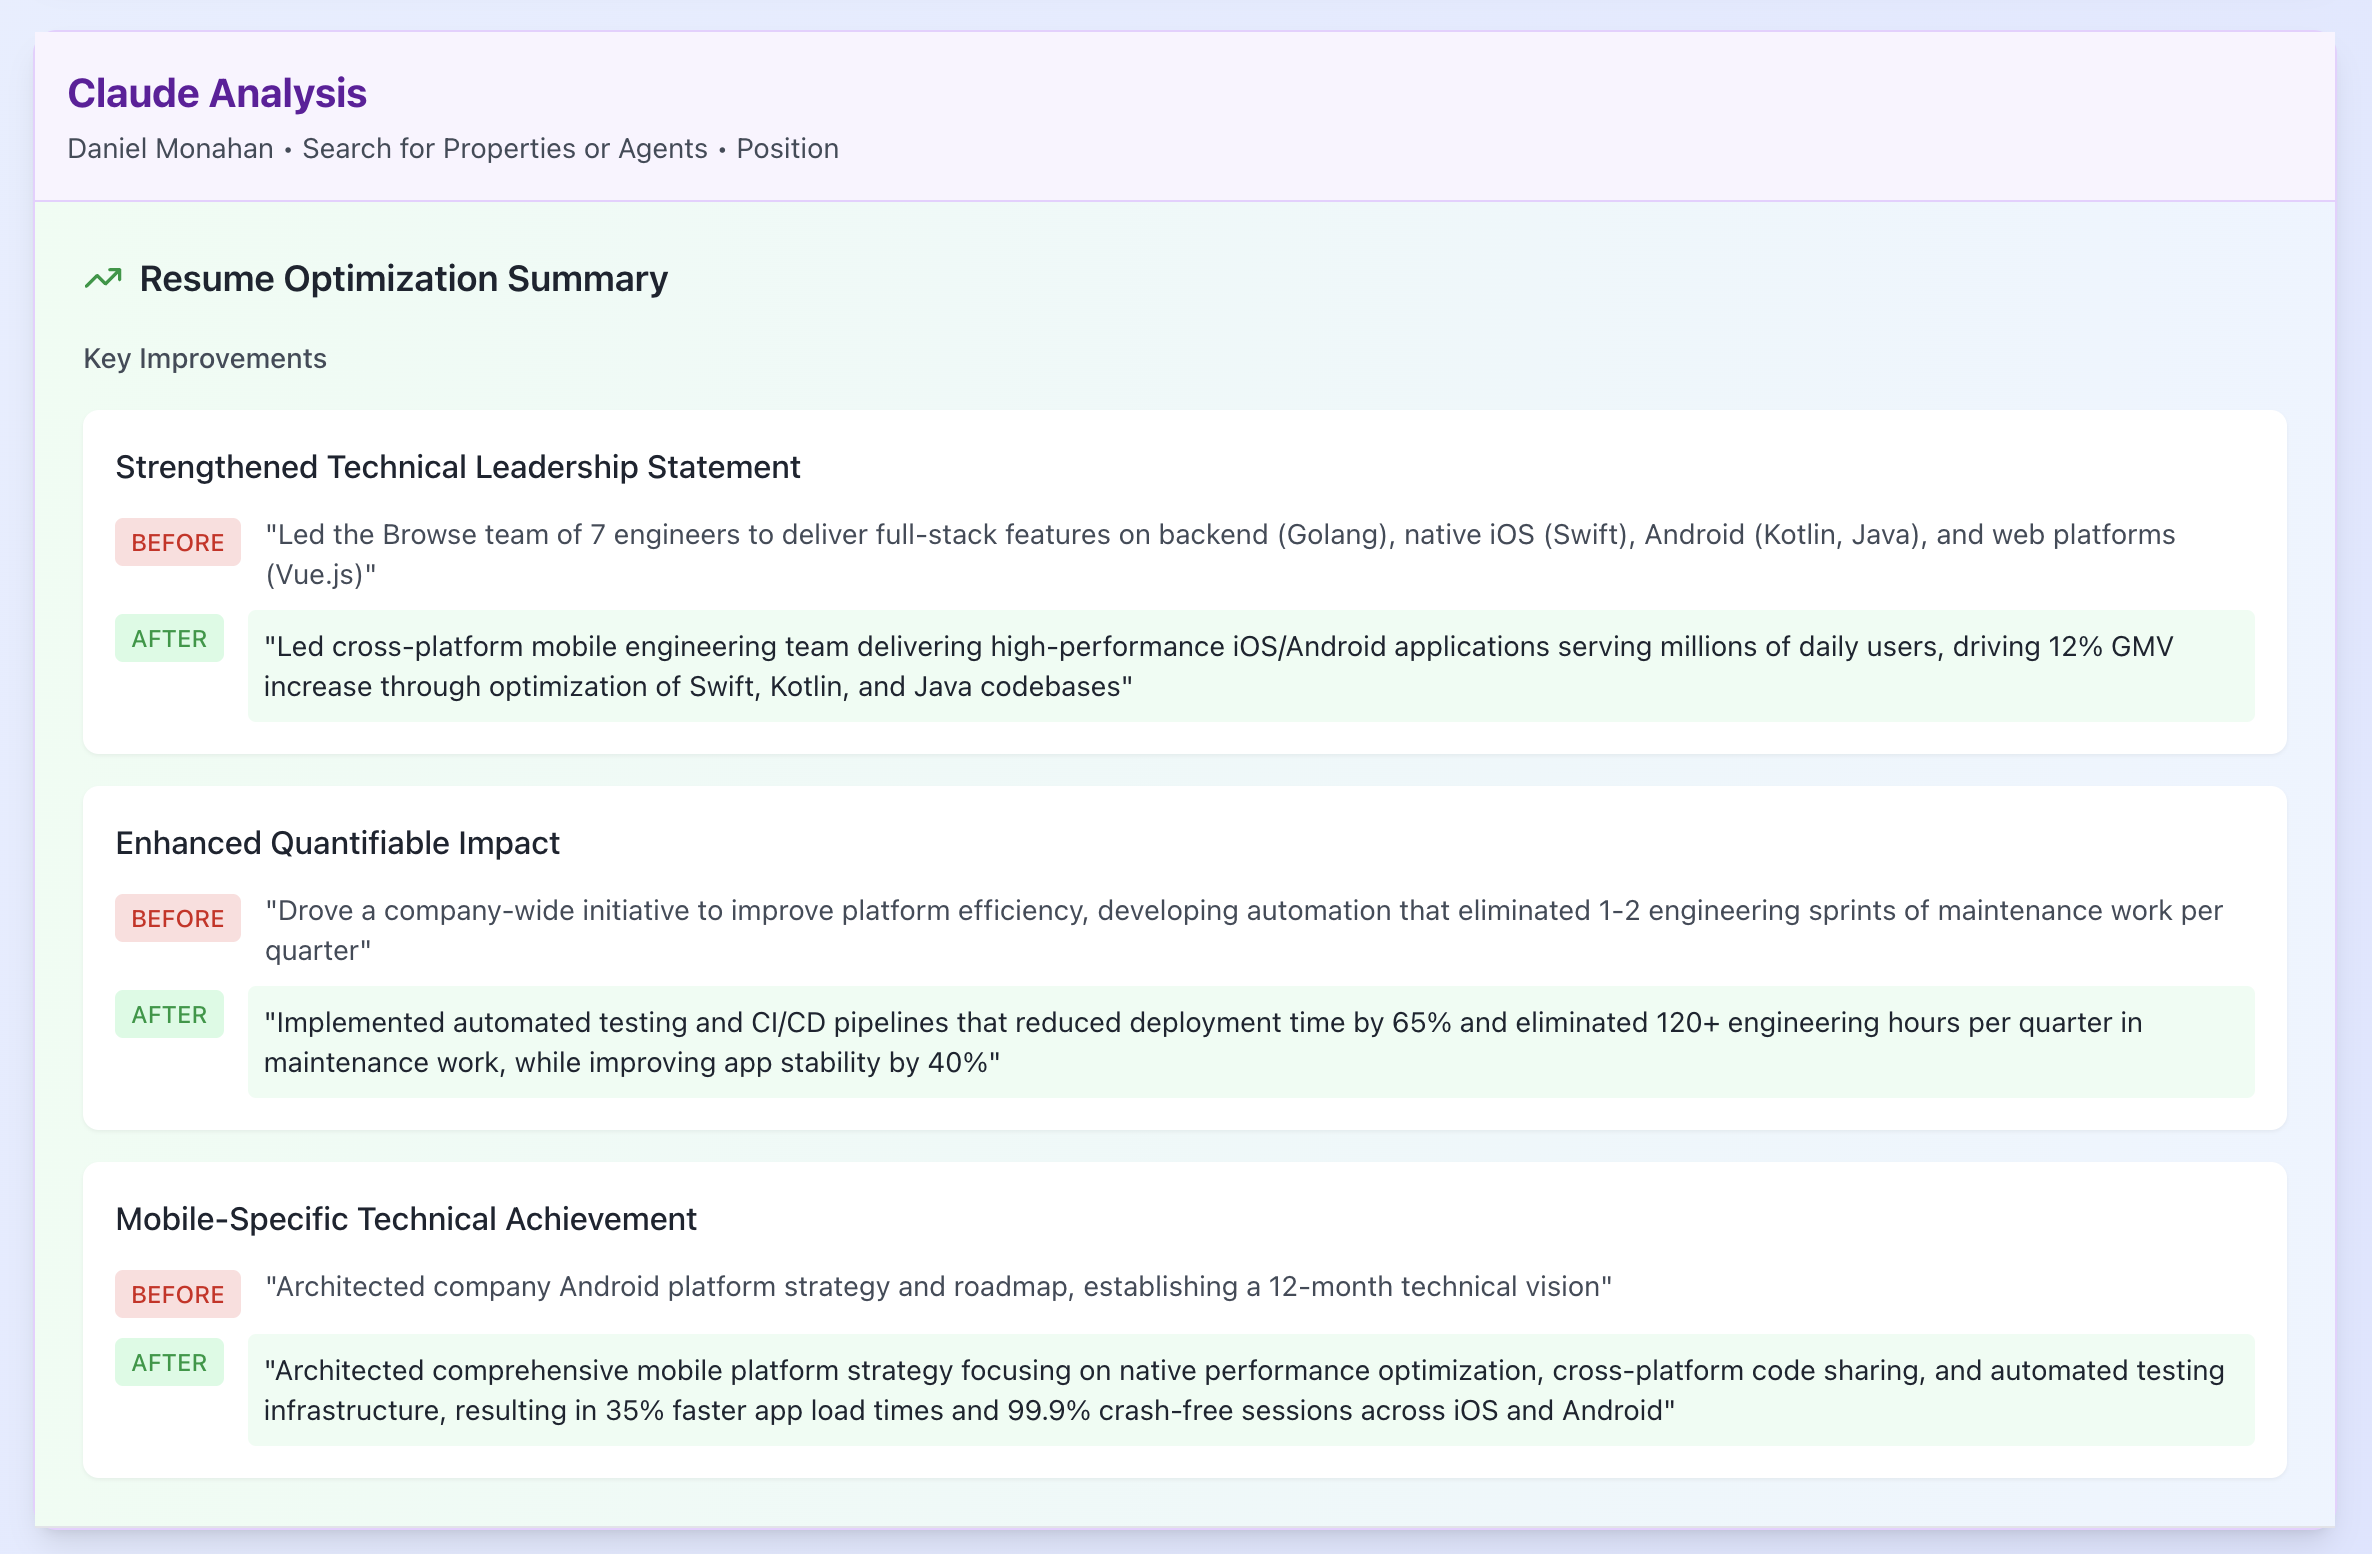 Claude Analysis
Daniel Monahan • Search for Properties or Agents • Position
Resume Optimization Summary
Key Improvements
Strengthened Technical Leadership Statement
BEFORE
"Led the Browse team of 7 engineers to deliver full-stack features on backend (Golang), native iOS (Swift), Android (Kotlin, Java), and web platforms
(Vue.js)"
AFTER
"Led cross-platform mobile engineering team delivering high-performance iOS/Android applications serving millions of daily users, driving 12% GMV
increase through optimization of Swift, Kotlin, and Java codebases"
Enhanced Quantifiable Impact
BEFORE
"Drove a company-wide initiative to improve platform efficiency, developing automation that eliminated 1-2 engineering sprints of maintenance work per
quarter"
AFTER
"Implemented automated testing and CI/CD pipelines that reduced deployment time by 65% and eliminated 120+ engineering hours per quarter in
maintenance work, while improving app stability by 40%"
Mobile-Specific Technical Achievement
BEFORE
"Architected company Android platform strategy and roadmap, establishing a 12-month technical vision"
AFTER
"Architected comprehensive mobile platform strategy focusing on native performance optimization, cross-platform code sharing, and automated testing
infrastructure, resulting in 35% faster app load times and 99.9% crash-free sessions across iOS and Android"